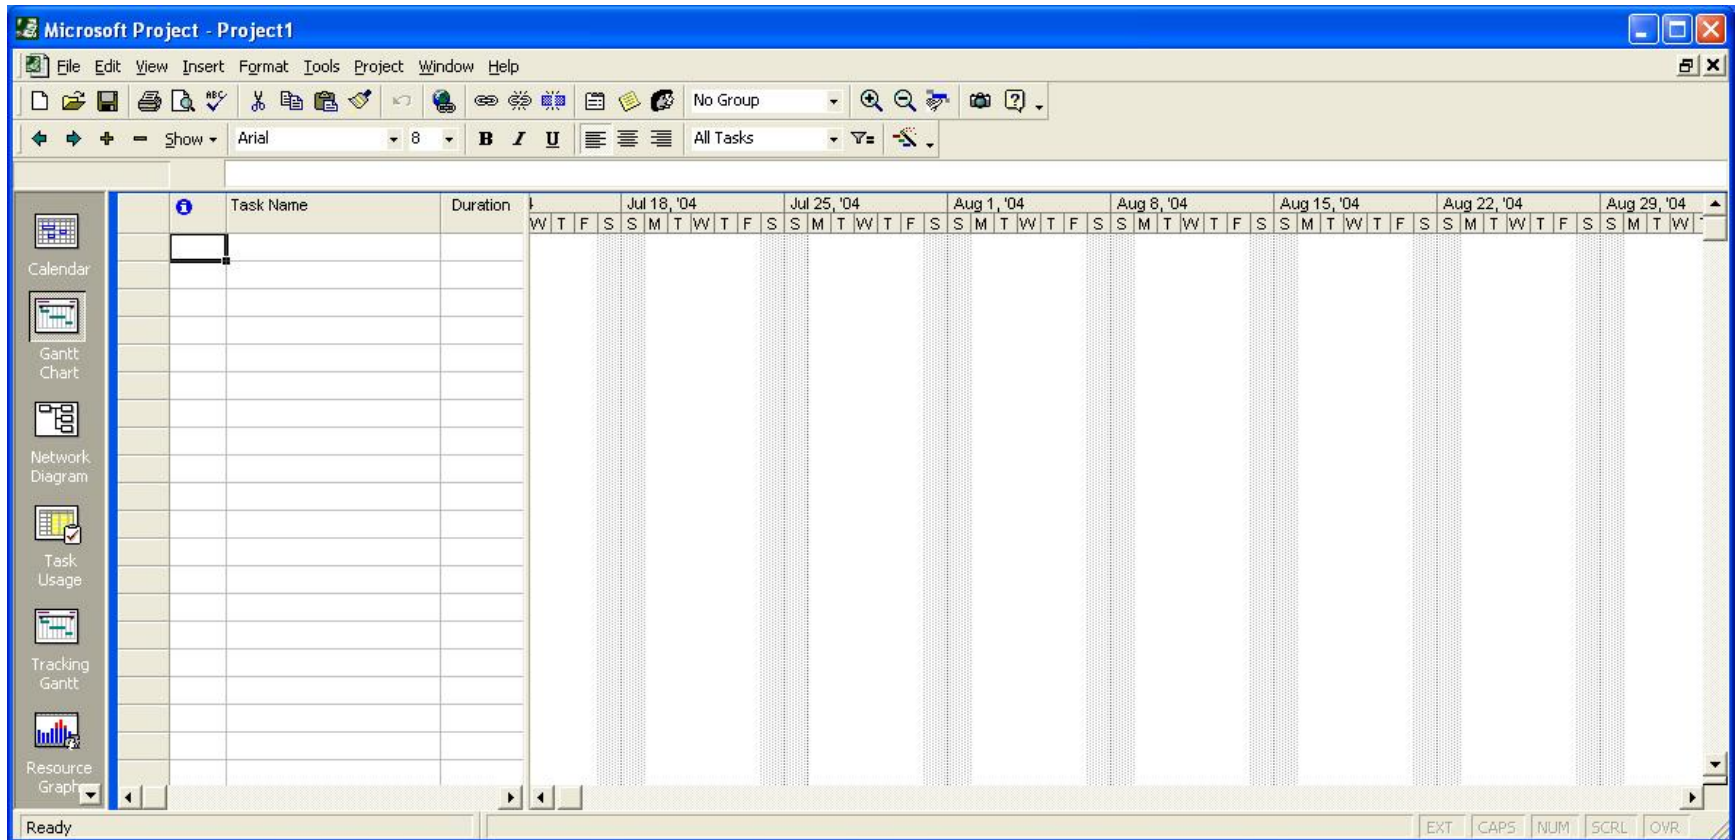 Microsoft Project - Project1
File Edit View Insert Format Tools Project Window Help
ABC No Group
Show Arial 8 B I U All Tasks
Task Name Duration 4 Jul 18, '04 Jul 25, '04 Aug 1, '04 Aug 8, '04 Aug 15, '04 Aug 22, '04 Aug 29, '04
W T F S S M T W T F S S M T W T F S S M T W T F S S M T W T F S S M T W T F S S M T W T F S S M T W
Calendar
Gantt
Chart
Network
Diagram
Task
Usage
Tracking
Gantt
Resource
Graph
Ready EXT CAPS NUM SCRL OVR